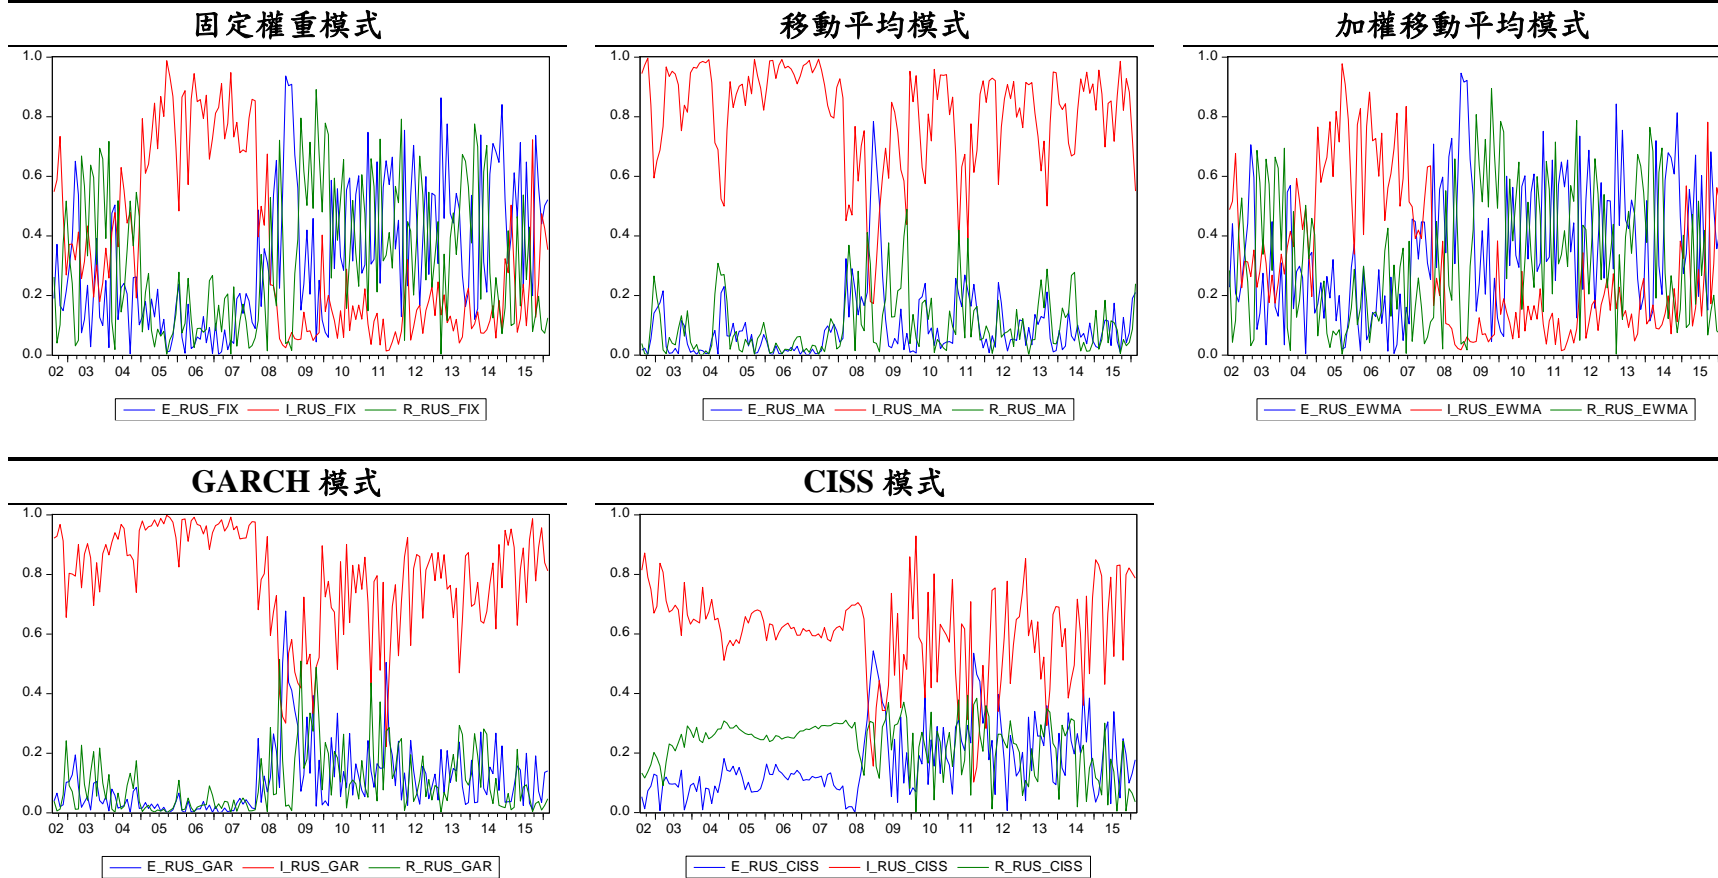 固定權重模式
移動平均模式
加權移動平均模式
1.0
0.8
0.6
0.4
0.2
0.0
02 03 04 05 06 07 08 09 10 11 12 13 14 15
E_RUS_FIX I_RUS_FIX R_RUS_FIX
1.0
0.8
0.6
0.4
0.2
0.0
02 03 04 05 06 07 08 09 10 11 12 13 14 15
E_RUS_MA I_RUS_MA R_RUS_MA
1.0
0.8
0.6
0.4
0.2
0.0
02 03 04 05 06 07 08 09 10 11 12 13 14 15
E_RUS_EWMA I_RUS_EWMA R_RUS_EWMA
GARCH 模式
CISS 模式
1.0
0.8
0.6
0.4
0.2
0.0
02 03 04 05 06 07 08 09 10 11 12 13 14 15
E_RUS_GAR I_RUS_GAR R_RUS_GAR
1.0
0.8
0.6
0.4
0.2
0.0
02 03 04 05 06 07 08 09 10 11 12 13 14 15
E_RUS_CISS I_RUS_CISS R_RUS_CISS